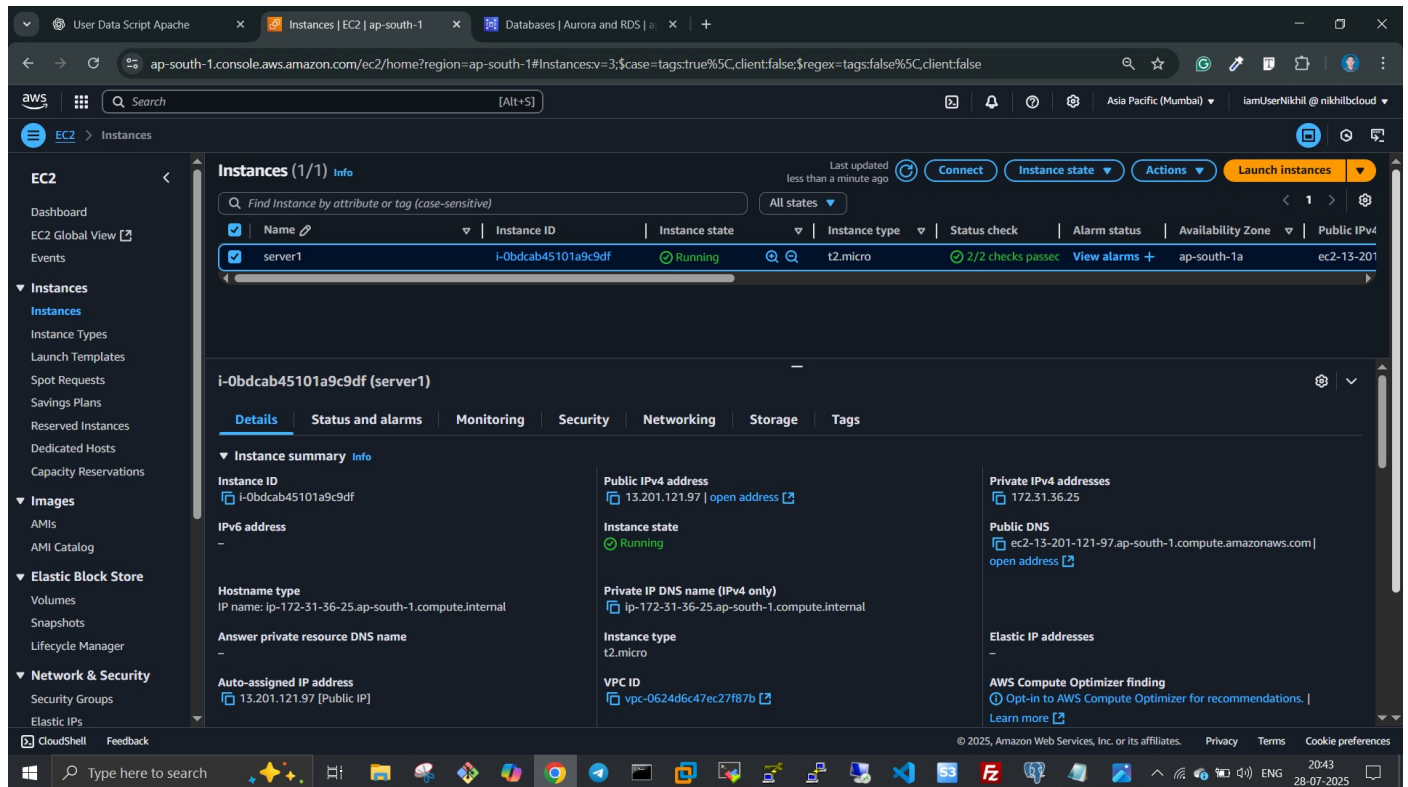 User Data Script Apache
Instances | EC2 | ap-south-1
Databases | Aurora and RDS | a
ap-south-1.console.aws.amazon.com/ec2/home?region=ap-south-1#Instances:v=3;$case=tags:true%5C,client:false;$regex=tags:false%5C,client:false
aws
Search
[Alt+S]
Asia Pacific (Mumbai)
iamUserNikhil @ nikhilbcloud
EC2 > Instances
EC2
Dashboard
EC2 Global View
Events
Instances
Instances
Instance Types
Launch Templates
Spot Requests
Savings Plans
Reserved Instances
Dedicated Hosts
Capacity Reservations
Images
AMIs
AMI Catalog
Elastic Block Store
Volumes
Snapshots
Lifecycle Manager
Network & Security
Security Groups
Elastic IPs
Instances (1/1) Info
Last updated
less than a minute ago
Connect
Instance state
Actions
Launch instances
Find Instance by attribute or tag (case-sensitive)
All states
1
Name Instance ID Instance state Instance type Status check Alarm status Availability Zone Public IPv4
server1 i-0bdcab45101a9c9df Running t2.micro 2/2 checks passec View alarms + ap-south-1a ec2-13-201
i-0bdcab45101a9c9df (server1)
Details Status and alarms Monitoring Security Networking Storage Tags
Instance summary Info
Instance ID
i-0bdcab45101a9c9df
Public IPv4 address
13.201.121.97 | open address
Private IPv4 addresses
172.31.36.25
IPv6 address
–
Instance state
Running
Public DNS
ec2-13-201-121-97.ap-south-1.compute.amazonaws.com |
open address
Hostname type
IP name: ip-172-31-36-25.ap-south-1.compute.internal
Private IP DNS name (IPv4 only)
ip-172-31-36-25.ap-south-1.compute.internal
Answer private resource DNS name
–
Instance type
t2.micro
Elastic IP addresses
–
Auto-assigned IP address
13.201.121.97 [Public IP]
VPC ID
vpc-0624d6c47ec27f87b
AWS Compute Optimizer finding
Opt-in to AWS Compute Optimizer for recommendations. |
Learn more
CloudShell Feedback
© 2025, Amazon Web Services, Inc. or its affiliates. Privacy Terms Cookie preferences
Type here to search
S3
ENG
20:43
28-07-2025